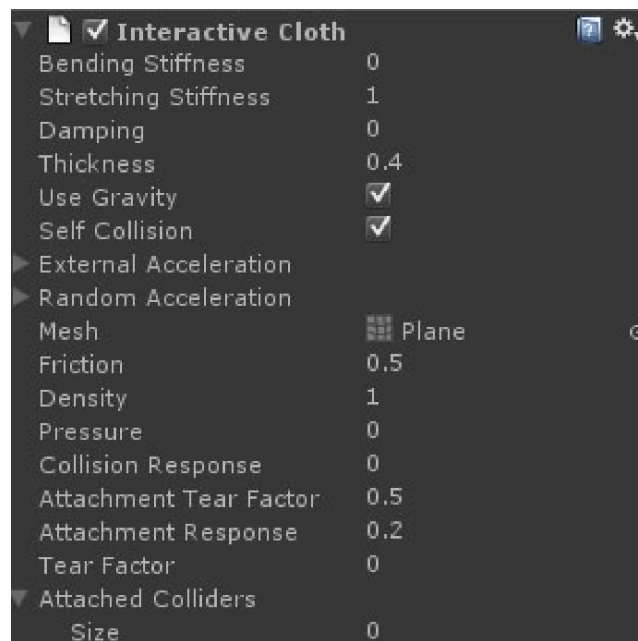 Interactive Cloth
Bending Stiffness 0
Stretching Stiffness 1
Damping 0
Thickness 0.4
Use Gravity
Self Collision
External Acceleration
Random Acceleration
Mesh Plane
Friction 0.5
Density 1
Pressure 0
Collision Response 0
Attachment Tear Factor 0.5
Attachment Response 0.2
Tear Factor 0
Attached Colliders
Size 0